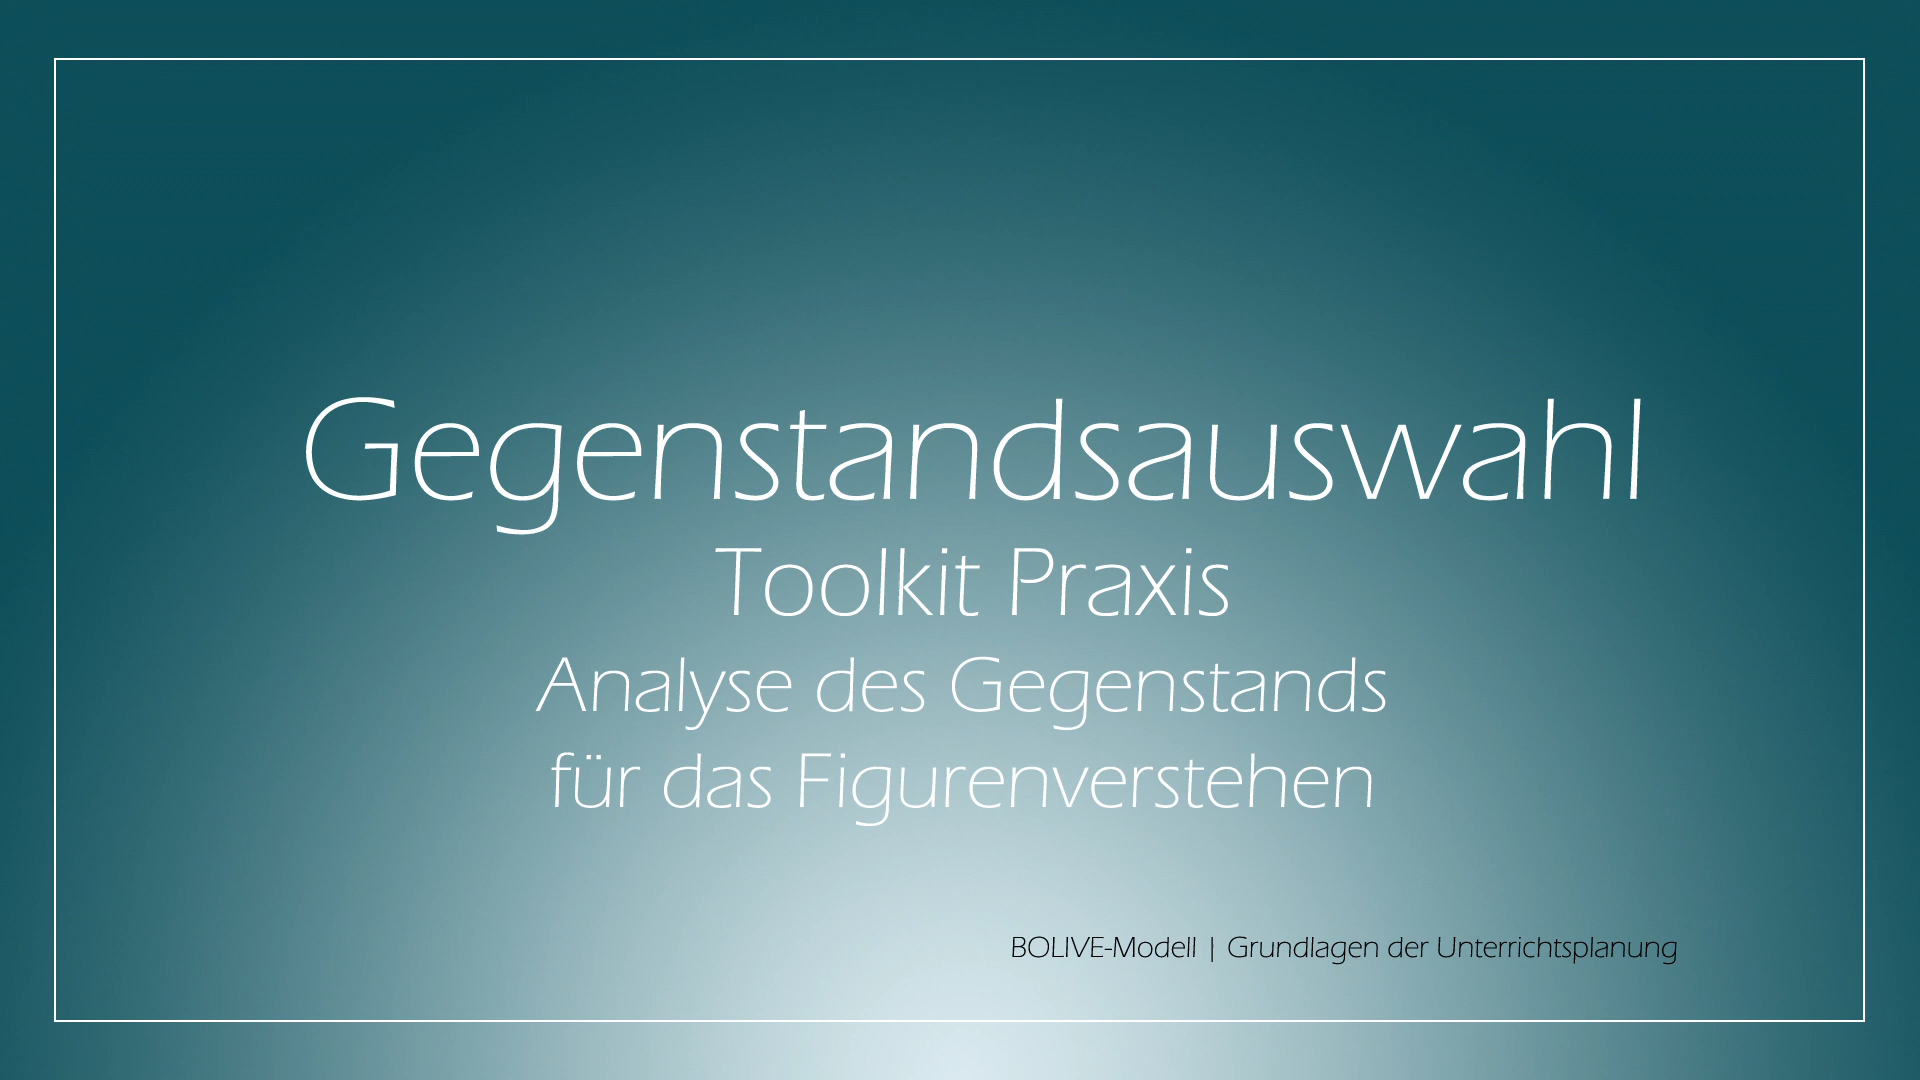 Gegenstandsauswahl
Toolkit Praxis
Analyse des Gegenstands
für das Figurenverstehen
BOLIVE-Modell | Grundlagen der Unterrichtsplanung